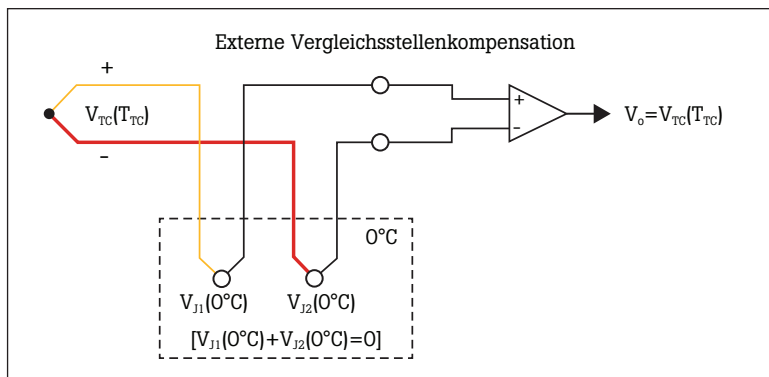 Externe Vergleichsstellenkompensation
+
V_TC(T_TC)
–
+
–
V_o=V_TC(T_TC)
0°C
V_J1(0°C)
V_J2(0°C)
[V_J1(0°C)+V_J2(0°C)=0]